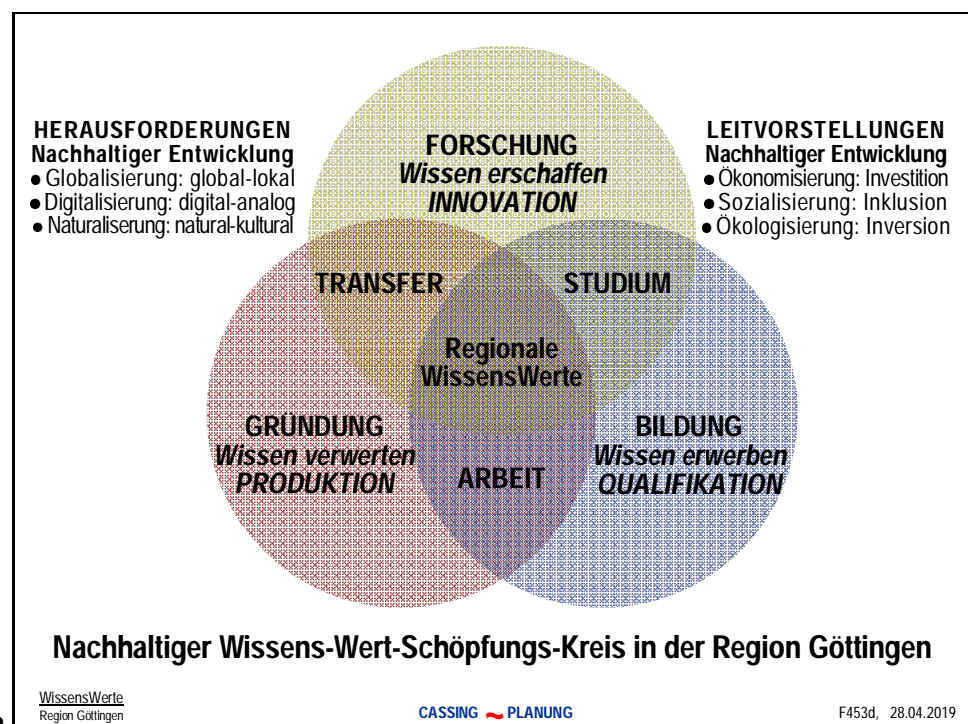 HERAUSFORDERUNGEN
Nachhaltiger Entwicklung
● Globalisierung: global-lokal
● Digitalisierung: digital-analog
● Naturaliserung: natural-kultural
FORSCHUNG
Wissen erschaffen
INNOVATION
LEITVORSTELLUNGEN
Nachhaltiger Entwicklung
● Ökonomisierung: Investition
● Sozialisierung: Inklusion
● Ökologisierung: Inversion
TRANSFER
STUDIUM
Regionale
WissensWerte
GRÜNDUNG
Wissen verwerten
PRODUKTION
ARBEIT
BILDUNG
Wissen erwerben
QUALIFIKATION
Nachhaltiger Wissens-Wert-Schöpfungs-Kreis in der Region Göttingen
WissensWerte
Region Göttingen
CASSING ~ PLANUNG
F453d, 28.04.2019